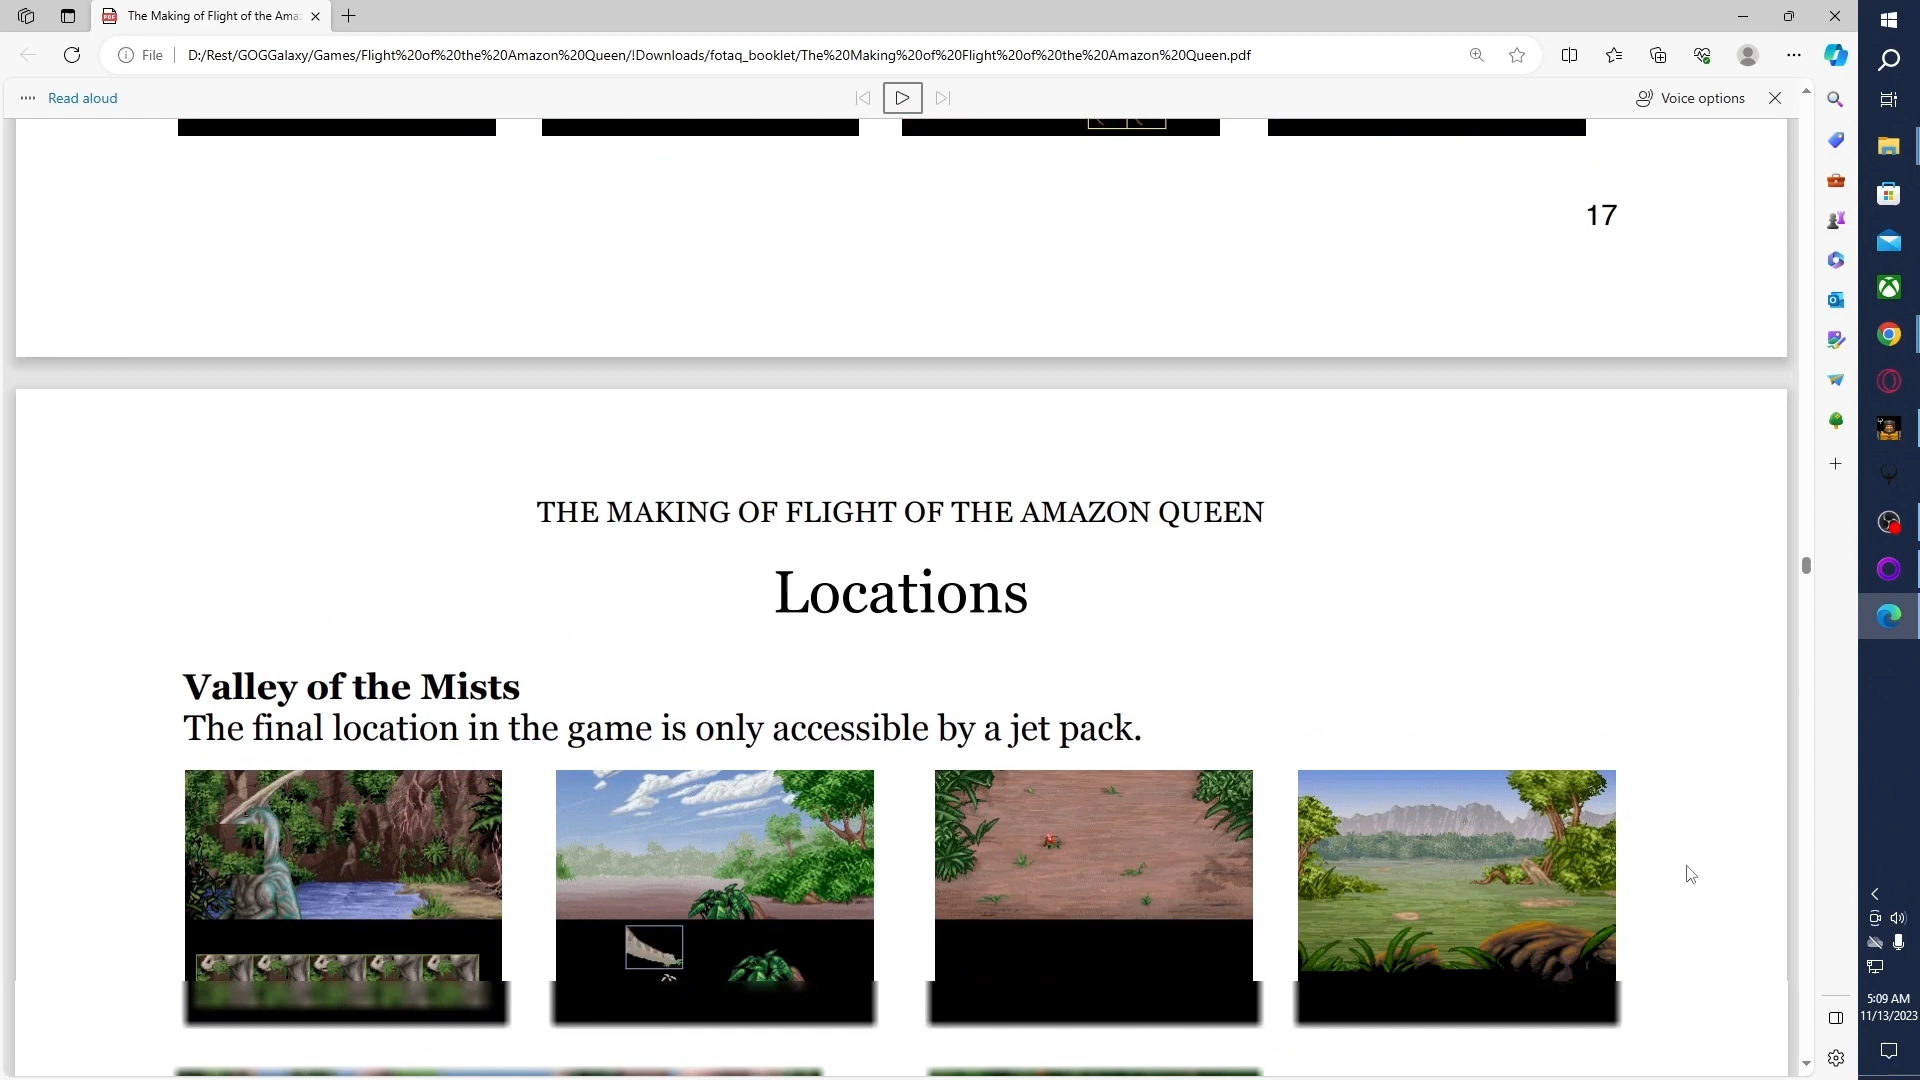 The Making of Flight of the Ama
File
D:/Rest/GOGGalaxy/Games/Flight%20of%20the%20Amazon%20Queen/!Downloads/fotaq_booklet/The%20Making%20of%20Flight%20of%20the%20Amazon%20Queen.pdf
Read aloud
Voice options
17
THE MAKING OF FLIGHT OF THE AMAZON QUEEN
Locations
Valley of the Mists
The final location in the game is only accessible by a jet pack.
5:09 AM
11/13/2023